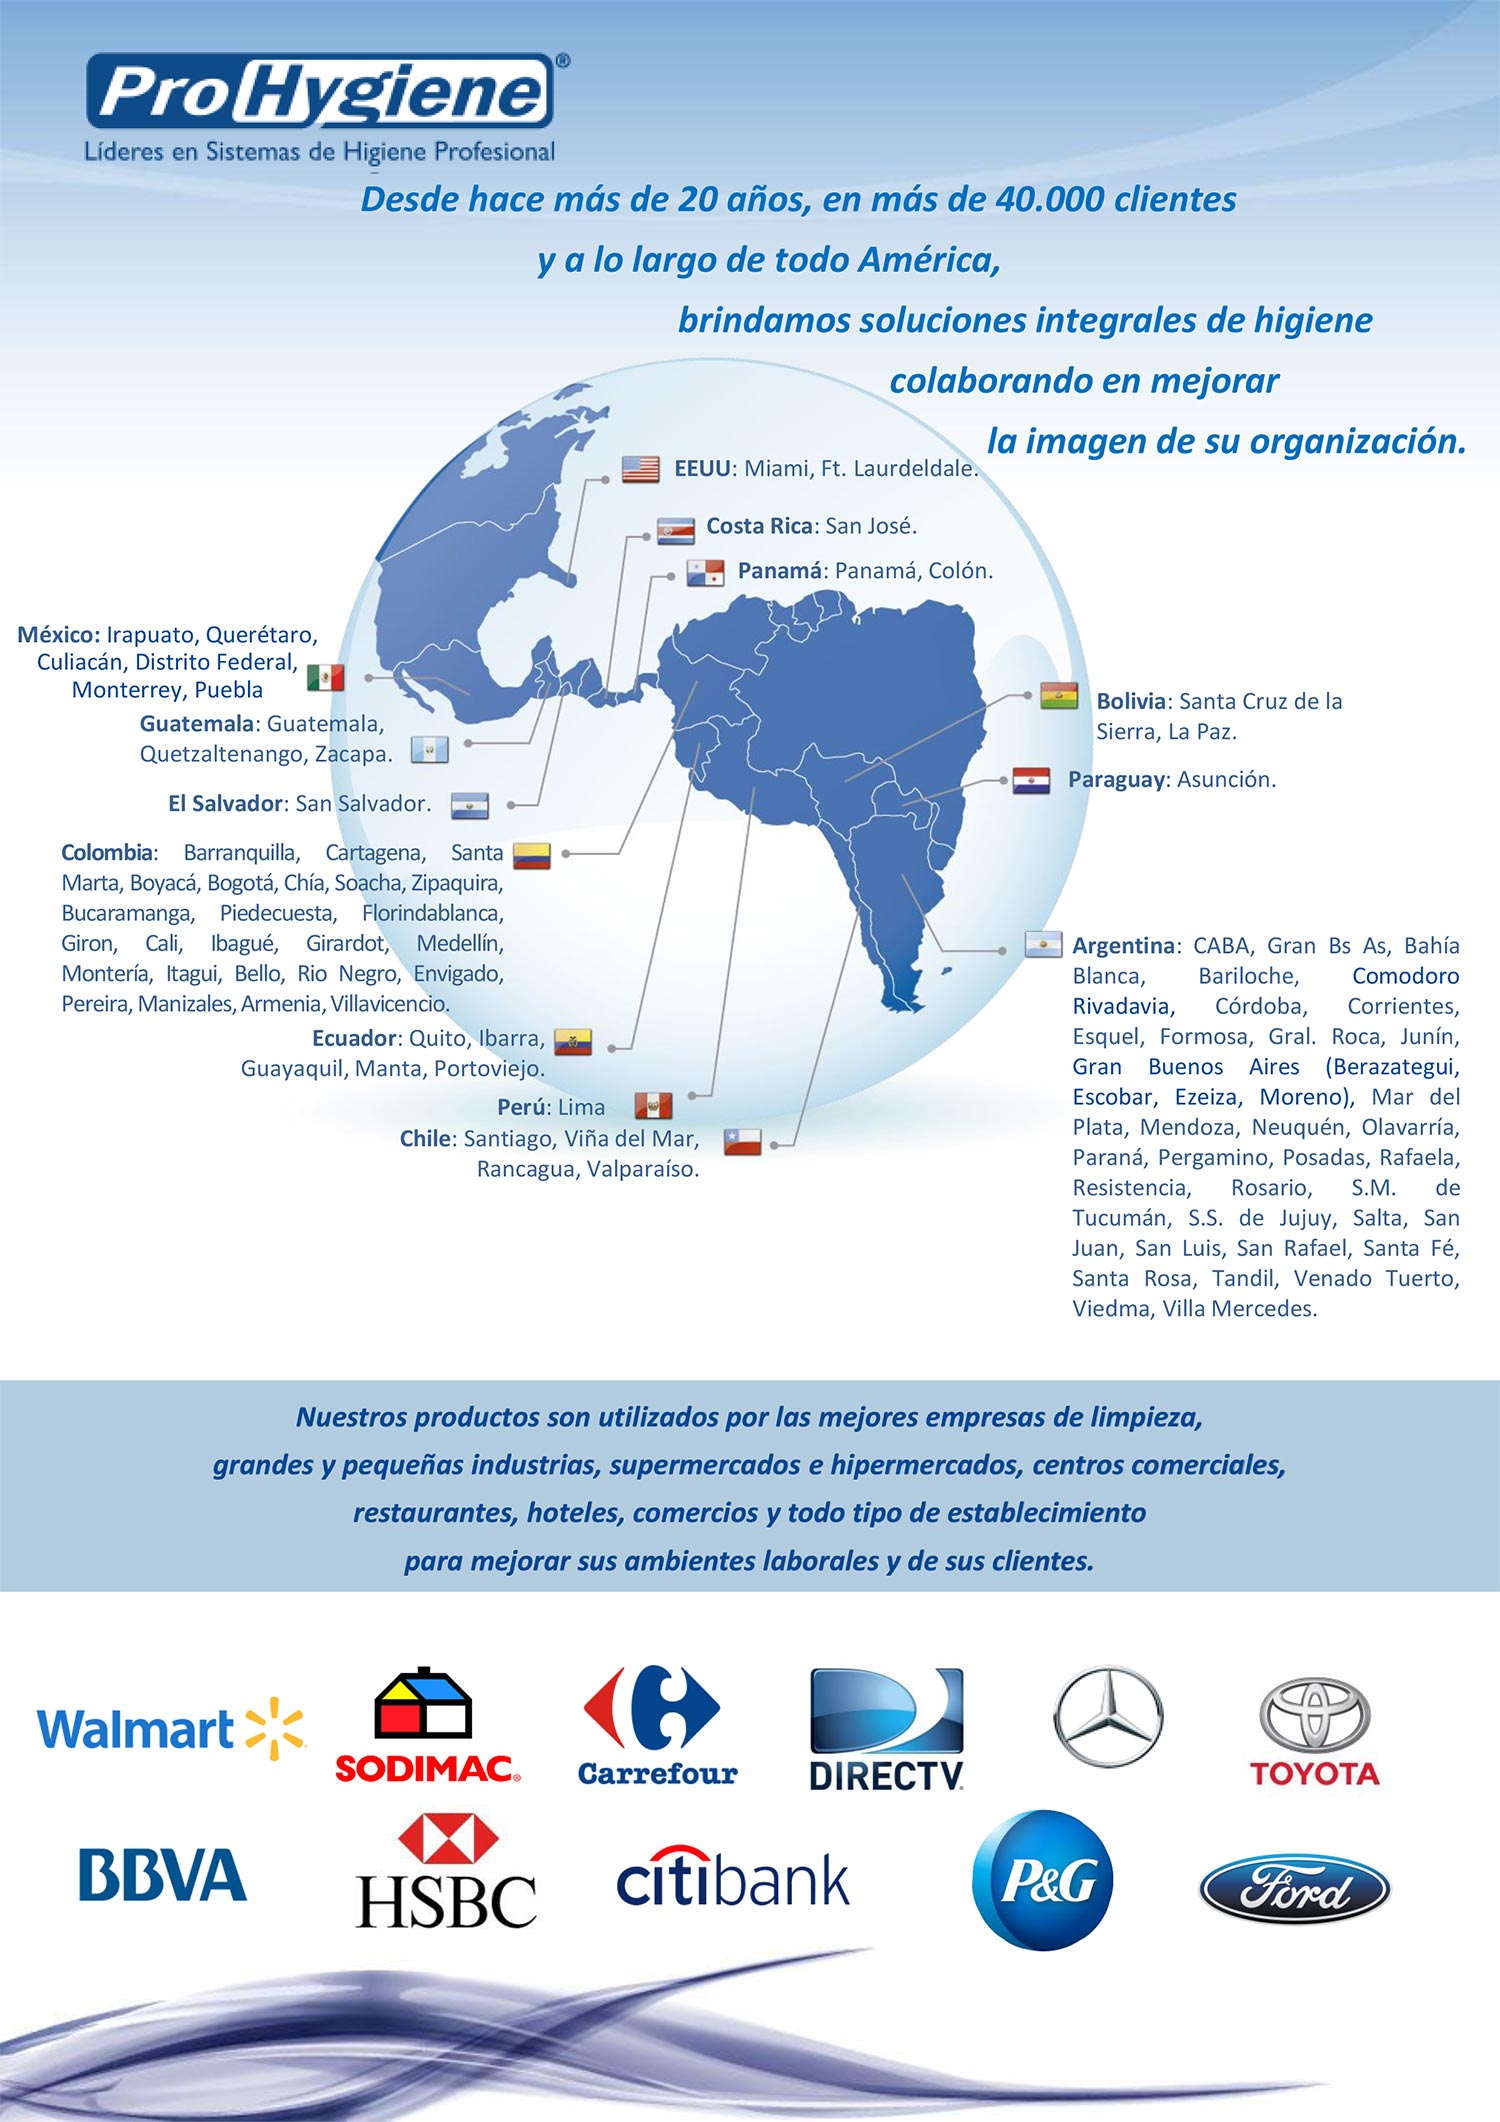 ProHygiene®
Líderes en Sistemas de Higiene Profesional
Desde hace más de 20 años, en más de 40.000 clientes
y a lo largo de todo América,
brindamos soluciones integrales de higiene
colaborando en mejorar
la imagen de su organización.
EEUU: Miami, Ft. Laurdeldale.
Costa Rica: San José.
Panamá: Panamá, Colón.
México: Irapuato, Querétaro,
Culiacán, Distrito Federal,
Monterrey, Puebla
Guatemala: Guatemala,
Quetzaltenango, Zacapa.
El Salvador: San Salvador.
Colombia: Barranquilla, Cartagena, Santa
Marta, Boyacá, Bogotá, Chía, Soacha, Zipaquira,
Bucaramanga, Piedecuesta, Florindablanca,
Giron, Cali, Ibagué, Girardot, Medellín,
Montería, Itagui, Bello, Rio Negro, Envigado,
Pereira, Manizales, Armenia, Villavicencio.
Ecuador: Quito, Ibarra,
Guayaquil, Manta, Portoviejo.
Perú: Lima
Chile: Santiago, Viña del Mar,
Rancagua, Valparaíso.
Bolivia: Santa Cruz de la
Sierra, La Paz.
Paraguay: Asunción.
Argentina: CABA, Gran Bs As, Bahía
Blanca, Bariloche, Comodoro
Rivadavia, Córdoba, Corrientes,
Esquel, Formosa, Gral. Roca, Junín,
Gran Buenos Aires (Berazategui,
Escobar, Ezeiza, Moreno), Mar del
Plata, Mendoza, Neuquén, Olavarría,
Paraná, Pergamino, Posadas, Rafaela,
Resistencia, Rosario, S.M. de
Tucumán, S.S. de Jujuy, Salta, San
Juan, San Luis, San Rafael, Santa Fé,
Santa Rosa, Tandil, Venado Tuerto,
Viedma, Villa Mercedes.
Nuestros productos son utilizados por las mejores empresas de limpieza,
grandes y pequeñas industrias, supermercados e hipermercados, centros comerciales,
restaurantes, hoteles, comercios y todo tipo de establecimiento
para mejorar sus ambientes laborales y de sus clientes.
Walmart
SODIMAC®
Carrefour
DIRECTV
TOYOTA
BBVA
HSBC
citibank
P&G
Ford